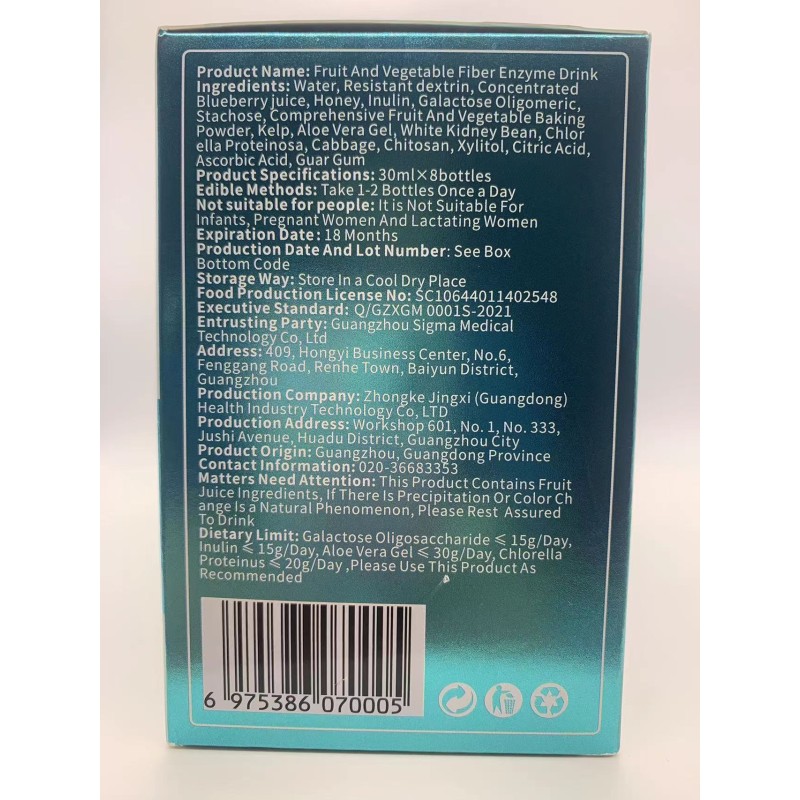 Product Name: Fruit And Vegetable Fiber Enzyme Drink
Ingredients: Water, Resistant dextrin, Concentrated
Blueberry juice, Honey, Inulin, Galactose Oligomeric,
Stachose, Comprehensive Fruit And Vegetable Baking
Powder, Kelp, Aloe Vera Gel, White Kidney Bean, Chlor
ella Proteinosa, Cabbage, Chitosan, Xylitol, Citric Acid,
Ascorbic Acid, Guar Gum
Product Specifications: 30ml×8bottles
Edible Methods: Take 1-2 Bottles Once a Day
Not suitable for people: It is Not Suitable For
Infants, Pregnant Women And Lactating Women
Expiration Date: 18 Months
Production Date And Lot Number: See Box
Bottom Code
Storage Way: Store In a Cool Dry Place
Food Production License No: SC10644011402548
Executive Standard: Q/GZXGM 0001S-2021
Entrusting Party: Guangzhou Sigma Medical
Technology Co, Ltd
Address: 409, Hongyi Business Center, No.6,
Fenggang Road, Renhe Town, Baiyun District,
Guangzhou
Production Company: Zhongke Jingxi (Guangdong)
Health Industry Technology Co, LTD
Production Address: Workshop 601, No. 1, No. 333,
Jushi Avenue, Huadu District, Guangzhou City
Product Origin: Guangzhou, Guangdong Province
Contact Information: 020-36683353
Matters Need Attention: This Product Contains Fruit
Juice Ingredients, If There Is Precipitation Or Color Ch
ange Is a Natural Phenomenon, Please Rest Assured
To Drink
Dietary Limit: Galactose Oligosaccharide ≤ 15g/Day,
Inulin ≤ 15g/Day, Aloe Vera Gel ≤ 30g/Day, Chlorella
Proteinus ≤ 20g/Day ,Please Use This Product As
Recommended
6 975386 070005